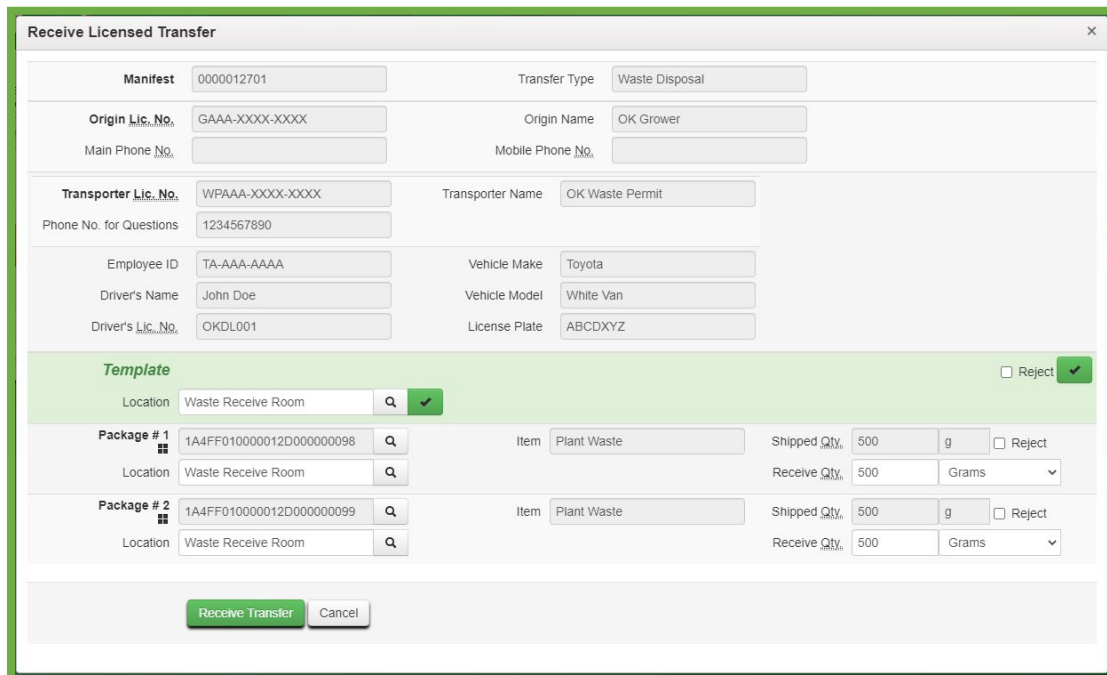 Receive Licensed Transfer ×
Manifest 0000012701 Transfer Type Waste Disposal
Origin Lic. No. GAAA-XXXX-XXXX Origin Name OK Grower
Main Phone No. Mobile Phone No.
Transporter Lic. No. WPAAA-XXXX-XXXX Transporter Name OK Waste Permit
Phone No. for Questions 1234567890
Employee ID TA-AAA-AAAA Vehicle Make Toyota
Driver's Name John Doe Vehicle Model White Van
Driver's Lic. No. OKDL001 License Plate ABCDXYZ
Template Reject
Location Waste Receive Room
Package # 1 1A4FF010000012D000000098 Item Plant Waste Shipped Qty. 500 g Reject
Location Waste Receive Room Receive Qty. 500 Grams
Package # 2 1A4FF010000012D000000099 Item Plant Waste Shipped Qty. 500 g Reject
Location Waste Receive Room Receive Qty. 500 Grams
Receive Transfer Cancel